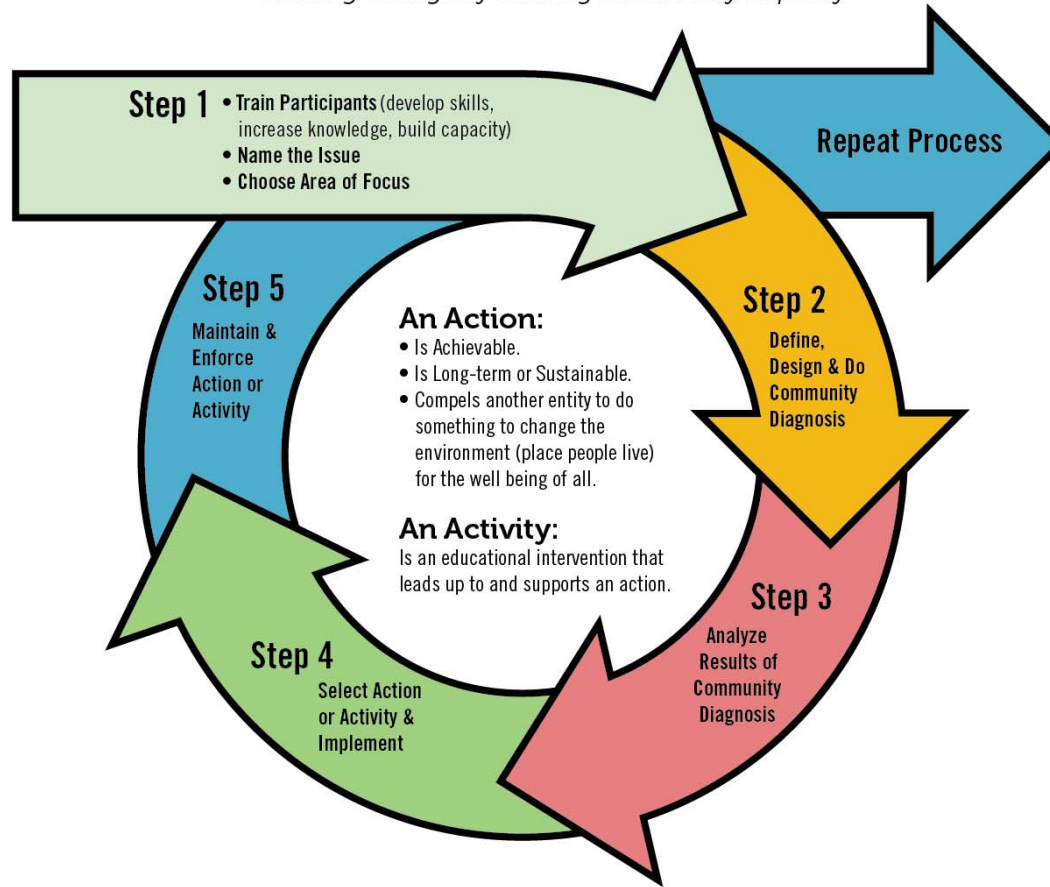 Step 1
• Train Participants (develop skills,
increase knowledge, build capacity)
• Name the Issue
• Choose Area of Focus
Repeat Process
Step 2
Define,
Design & Do
Community
Diagnosis
Step 3
Analyze
Results of
Community
Diagnosis
Step 4
Select Action
or Activity &
Implement
Step 5
Maintain &
Enforce
Action or
Activity
An Action:
• Is Achievable.
• Is Long-term or Sustainable.
• Compels another entity to do
something to change the
environment (place people live)
for the well being of all.
An Activity:
Is an educational intervention that
leads up to and supports an action.